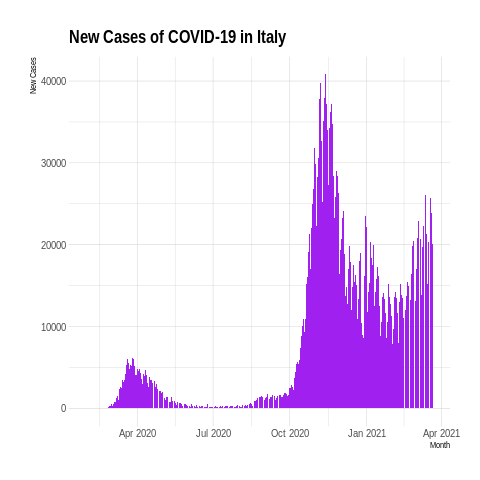 New Cases of COVID-19 in Italy
New Cases
40000
30000
20000
10000
0
Apr 2020 Jul 2020 Oct 2020 Jan 2021 Apr 2021
Month